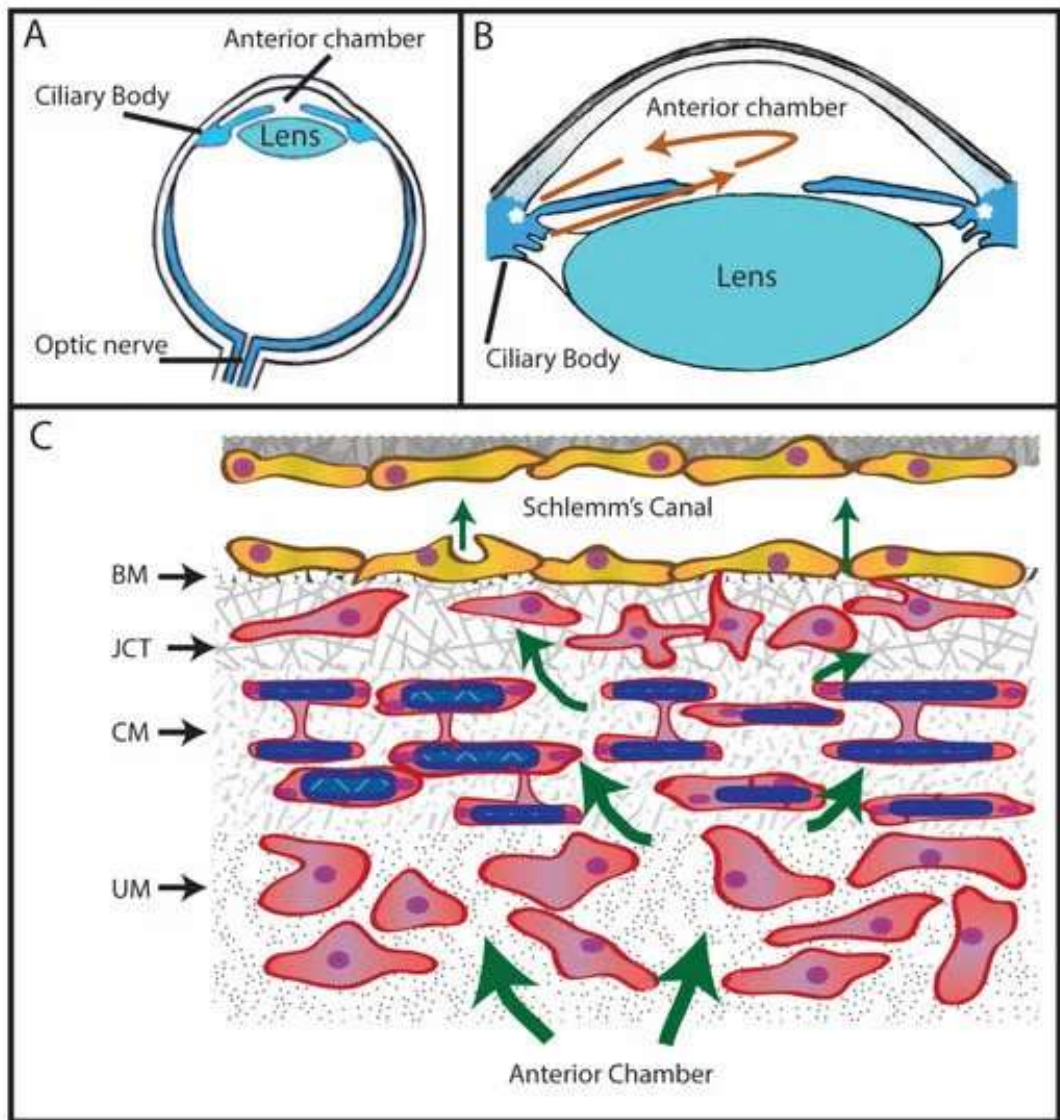 A
Anterior chamber
Ciliary Body
Lens
Optic nerve
B
Anterior chamber
Lens
Ciliary Body
C
Schlemm's Canal
BM
JCT
CM
UM
Anterior Chamber